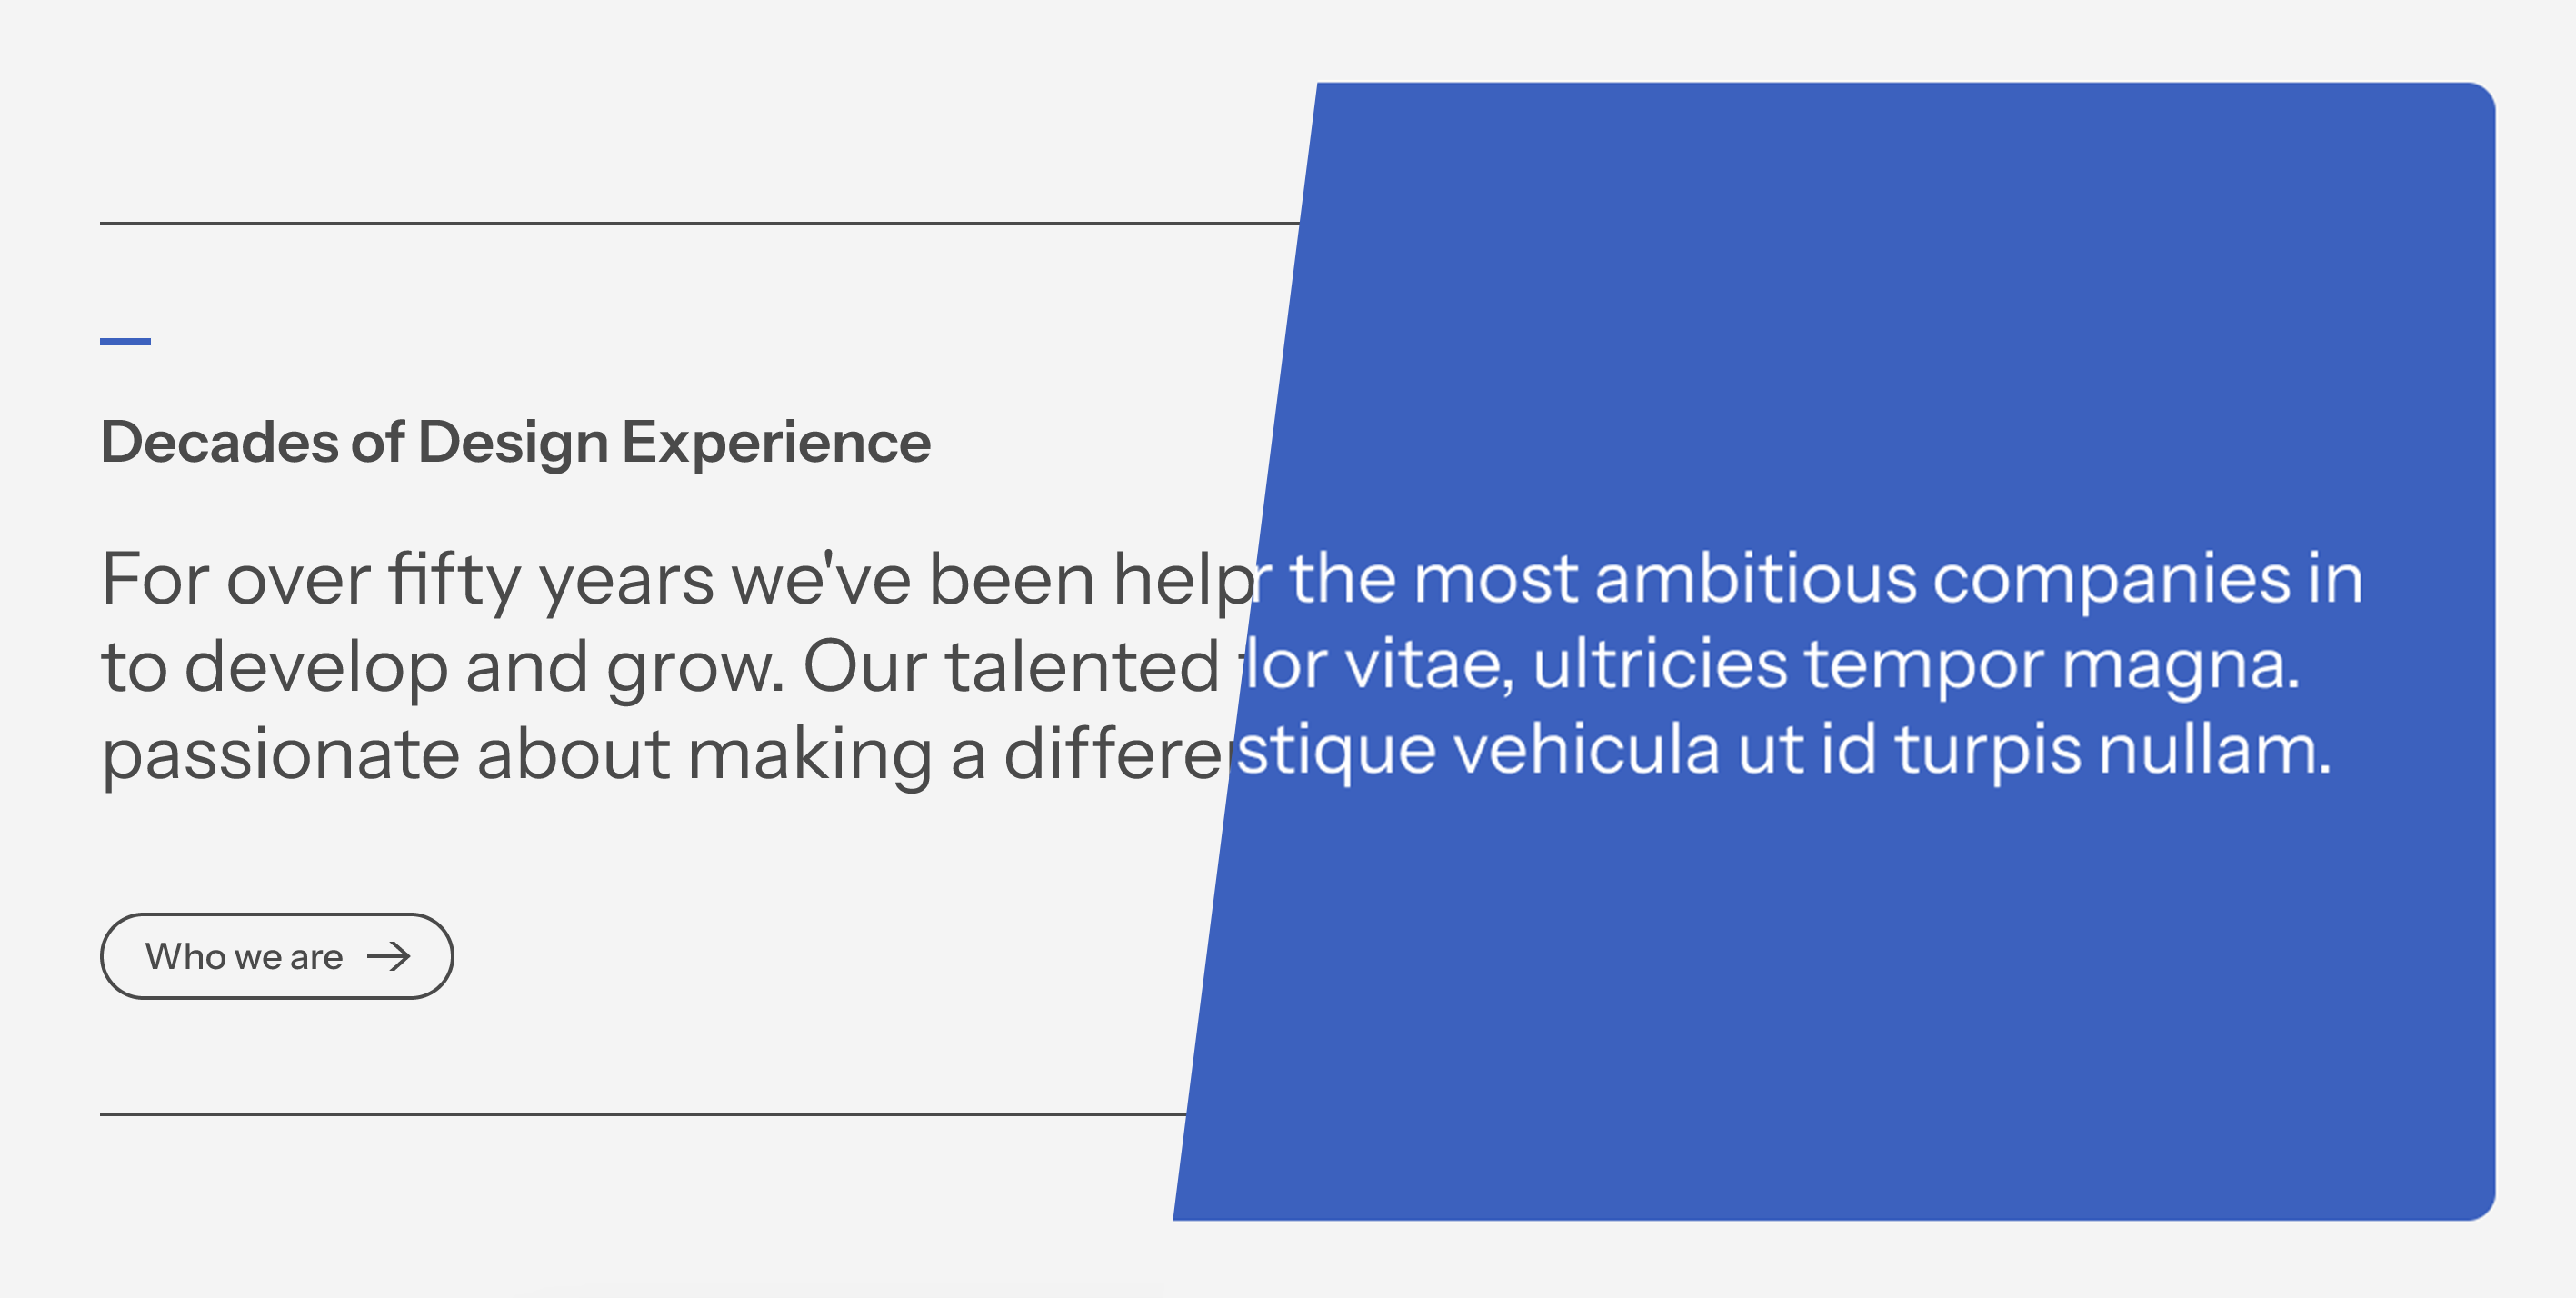 Decades of Design Experience
For over fifty years we've been help
r the most ambitious companies in
to develop and grow. Our talented
lor vitae, ultricies tempor magna.
passionate about making a differe
stique vehicula ut id turpis nullam.
Who we are